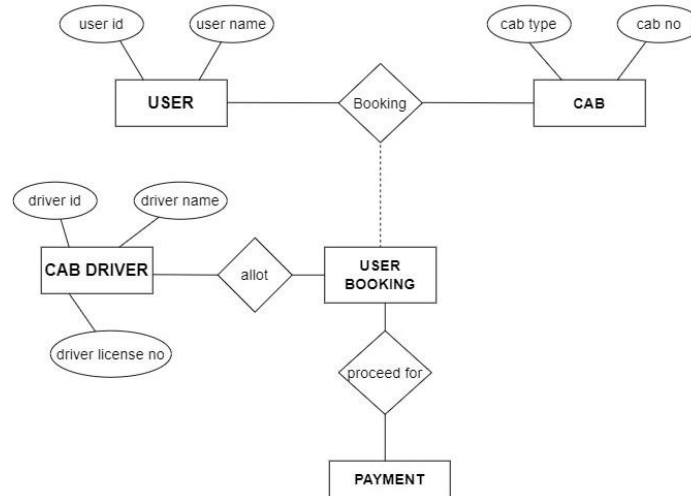 user id
user name
cab type
cab no
USER
Booking
CAB
driver id
driver name
CAB DRIVER
allot
USER
BOOKING
driver license no
proceed for
PAYMENT